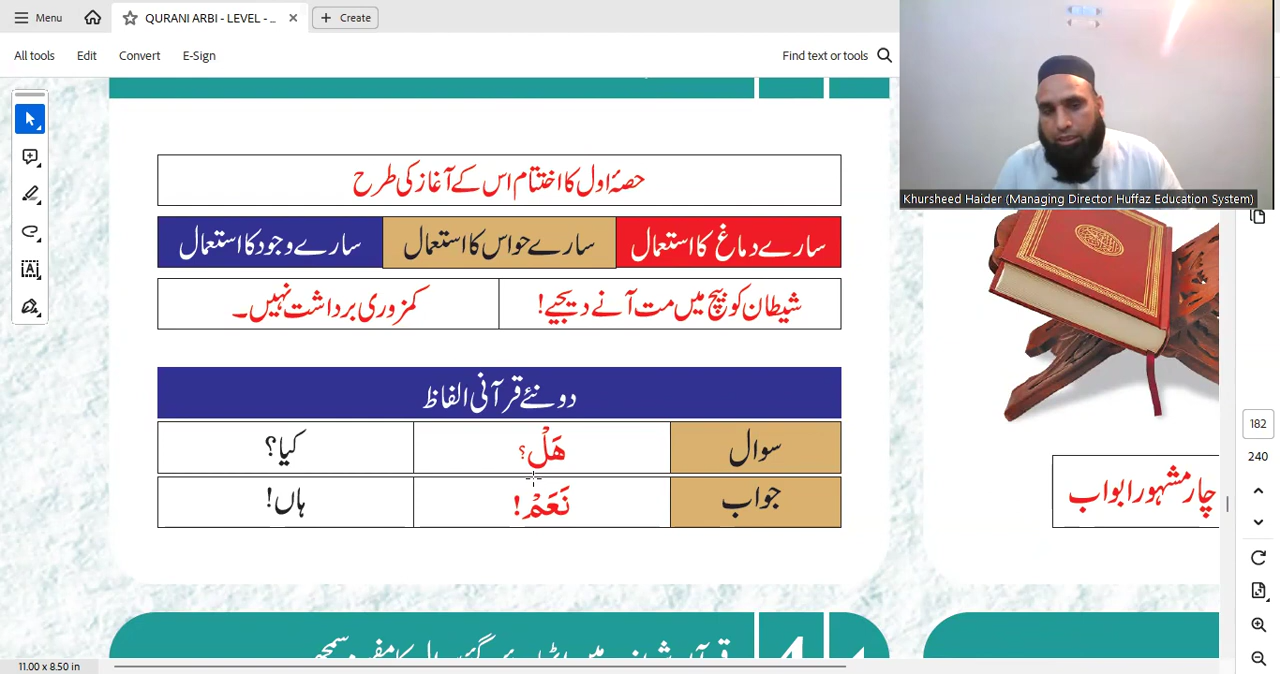 Menu
QURANI ARBI - LEVEL - ...
Create
All tools
Edit
Convert
E-Sign
Find text or tools
Khursheed Haider (Managing Director Huffaz Education System)
حصۂ اول کا اختتام اس کے آغاز کی طرح
سارے دماغ کا استعمال
سارے حواس کا استعمال
سارے وجود کا استعمال
شیطان کو بیچ میں مت آنے دیجیے!
کمزوری برداشت نہیں۔
دو نئے قرآنی الفاظ
سوال
هَلْ؟
کیا؟
جواب
نَعَمْ!
ہاں!
چار مشہور ابواب
182
240
11.00 x 8.50 in